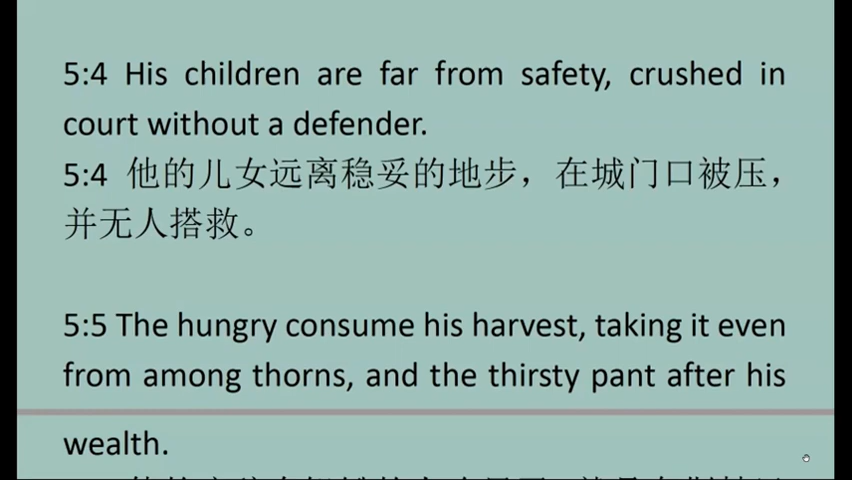 5:4 His children are far from safety, crushed in
court without a defender.
5:4 他的儿女远离稳妥的地步，在城门口被压，
并无人搭救。
5:5 The hungry consume his harvest, taking it even
from among thorns, and the thirsty pant after his
wealth.